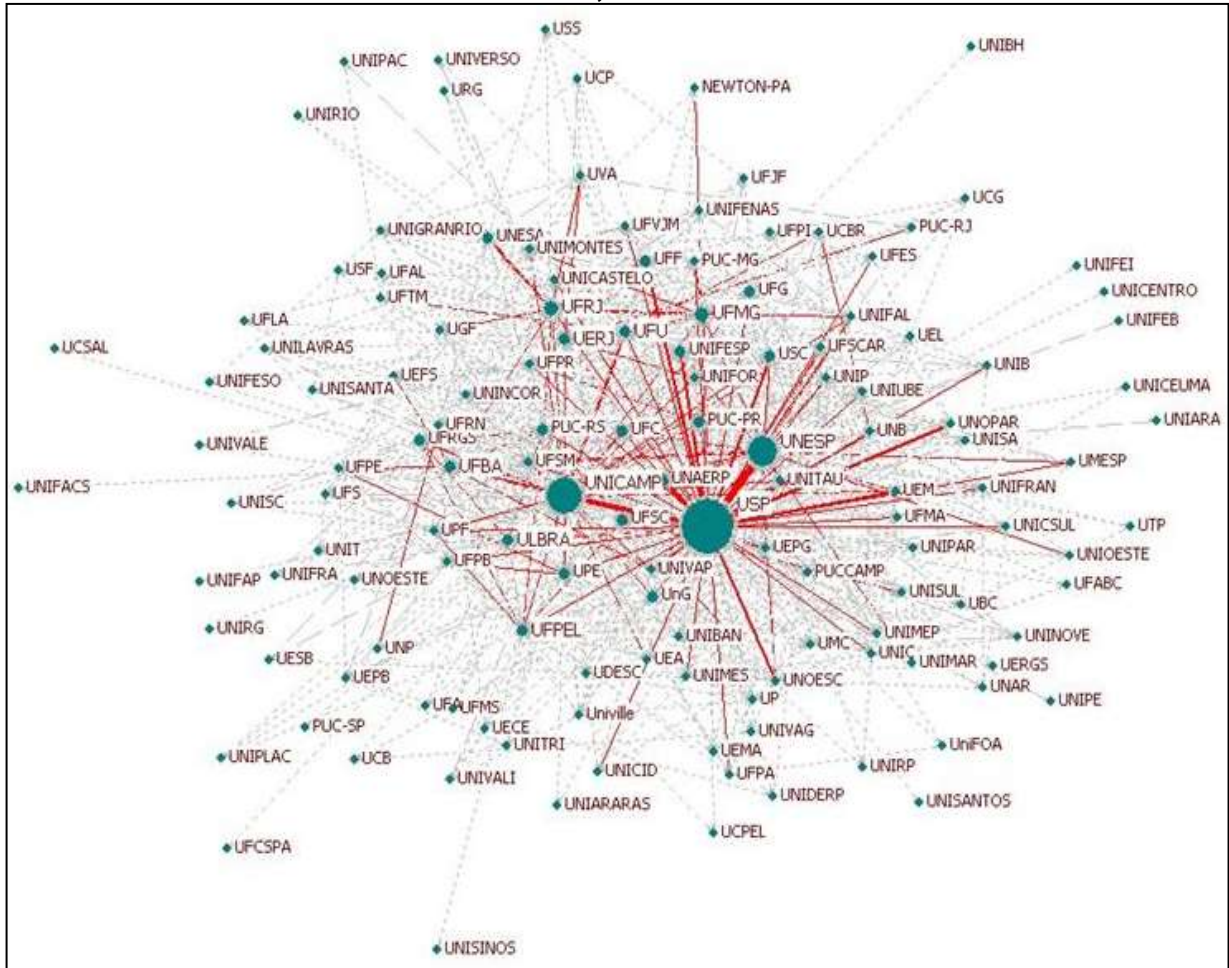 USS
UNIBH
UNIPAC
UNIVERSO
UCP
URG
NEWTON-PA
UNIRIO
UVA
UFJF
UCG
UNIFENAS
UNIGRANRIO
UNESA
UFVJM
UFPI
UCBR
PUC-RJ
UNIMONTES
UFF
PUC-MG
UFES
UNIFEI
USF
UFAL
UNICASTELO
UFG
UNICENTRO
UFTM
UFRJ
UFMG
UNIFAL
UNIFEB
UFLA
UGF
UERJ
UFU
UEL
UCSAL
UNILAVRAS
UNIFESP
USC
UFSCAR
UFPR
UNIB
UNIFESO
UEFS
UNIFOR
UNIP
UNISANTA
UNINCOR
UNIUBE
UNICEUMA
UFRN
PUC-RS
UFC
PUC-PR
UNB
UNOPAR
UNIARA
UNIVALE
UFRGS
UNESP
UNISA
UFPE
UFBA
UFSM
UMESP
UNIFACS
UFS
UNICAMP
UNAERP
UNITAU
UEM
UNIFRAN
UNISC
USP
UFSC
UFMA
UPF
ULBRA
UNICSUL
UTP
UNIT
UEPG
UNIPAR
UNIOESTE
UFPB
UPE
UNIVAP
PUCCAMP
UNIFAP
UNIFRA
UNOESTE
UFABC
UnG
UNISUL
UBC
UNIRG
UFPEL
UNIBAN
UNIMEP
UNINOVE
UNP
UMC
UNIC
UESB
UEA
UNIMAR
UERGS
UEPB
UDESC
UNIMES
UNOESC
UNAR
UP
UNIPE
UFA
UFMS
Univille
PUC-SP
UECE
UNIVAG
UNITRI
UEMA
UniFOA
UNIPLAC
UCB
UNICID
UFPA
UNIRP
UNIVALI
UNIDERP
UNISANTOS
UNIARARAS
UCPEL
UFCSPA
UNISINOS